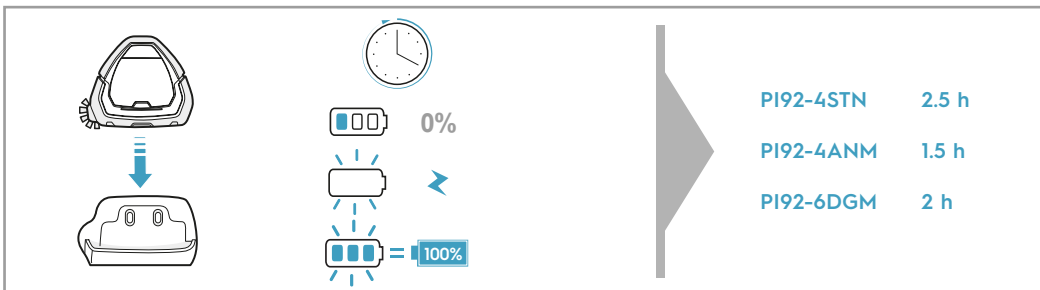 0%
100%
PI92-4STN 2.5 h
PI92-4ANM 1.5 h
PI92-6DGM 2 h